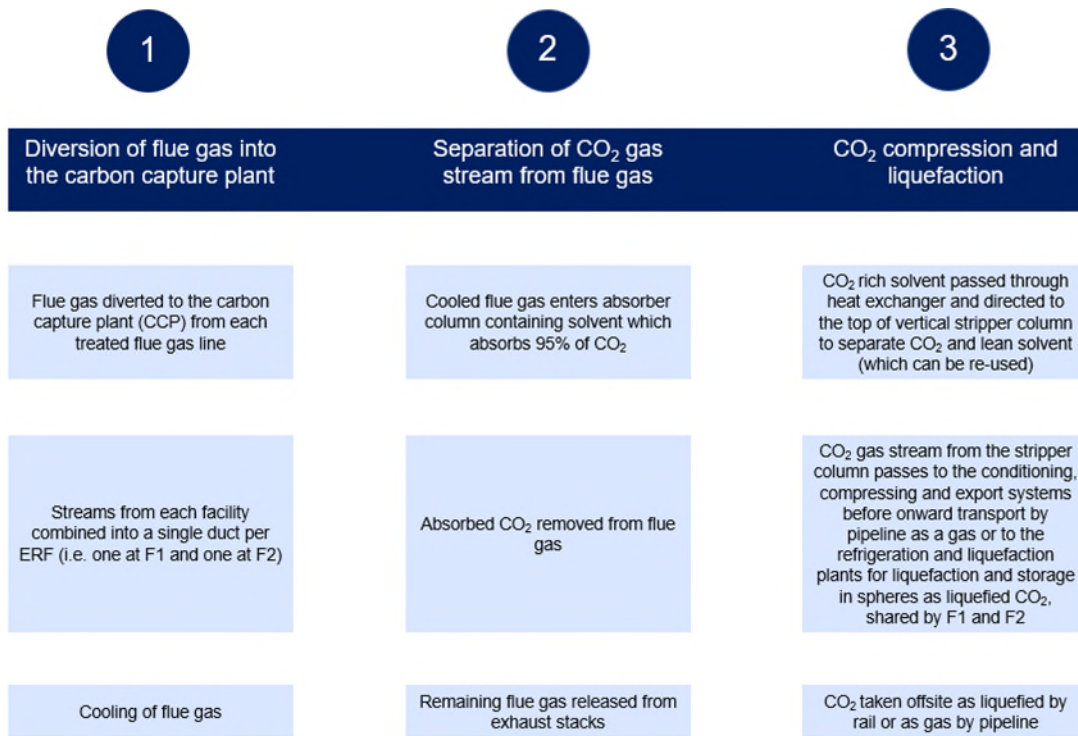 1
Diversion of flue gas into
the carbon capture plant
Flue gas diverted to the carbon
capture plant (CCP) from each
treated flue gas line
Streams from each facility
combined into a single duct per
ERF (i.e. one at F1 and one at F2)
Cooling of flue gas
2
Separation of CO₂ gas
stream from flue gas
Cooled flue gas enters absorber
column containing solvent which
absorbs 95% of CO₂
Absorbed CO₂ removed from flue
gas
Remaining flue gas released from
exhaust stacks
3
CO₂ compression and
liquefaction
CO₂ rich solvent passed through
heat exchanger and directed to
the top of vertical stripper column
to separate CO₂ and lean solvent
(which can be re-used)
CO₂ gas stream from the stripper
column passes to the conditioning,
compressing and export systems
before onward transport by
pipeline as a gas or to the
refrigeration and liquefaction
plants for liquefaction and storage
in spheres as liquefied CO₂,
shared by F1 and F2
CO₂ taken offsite as liquefied by
rail or as gas by pipeline